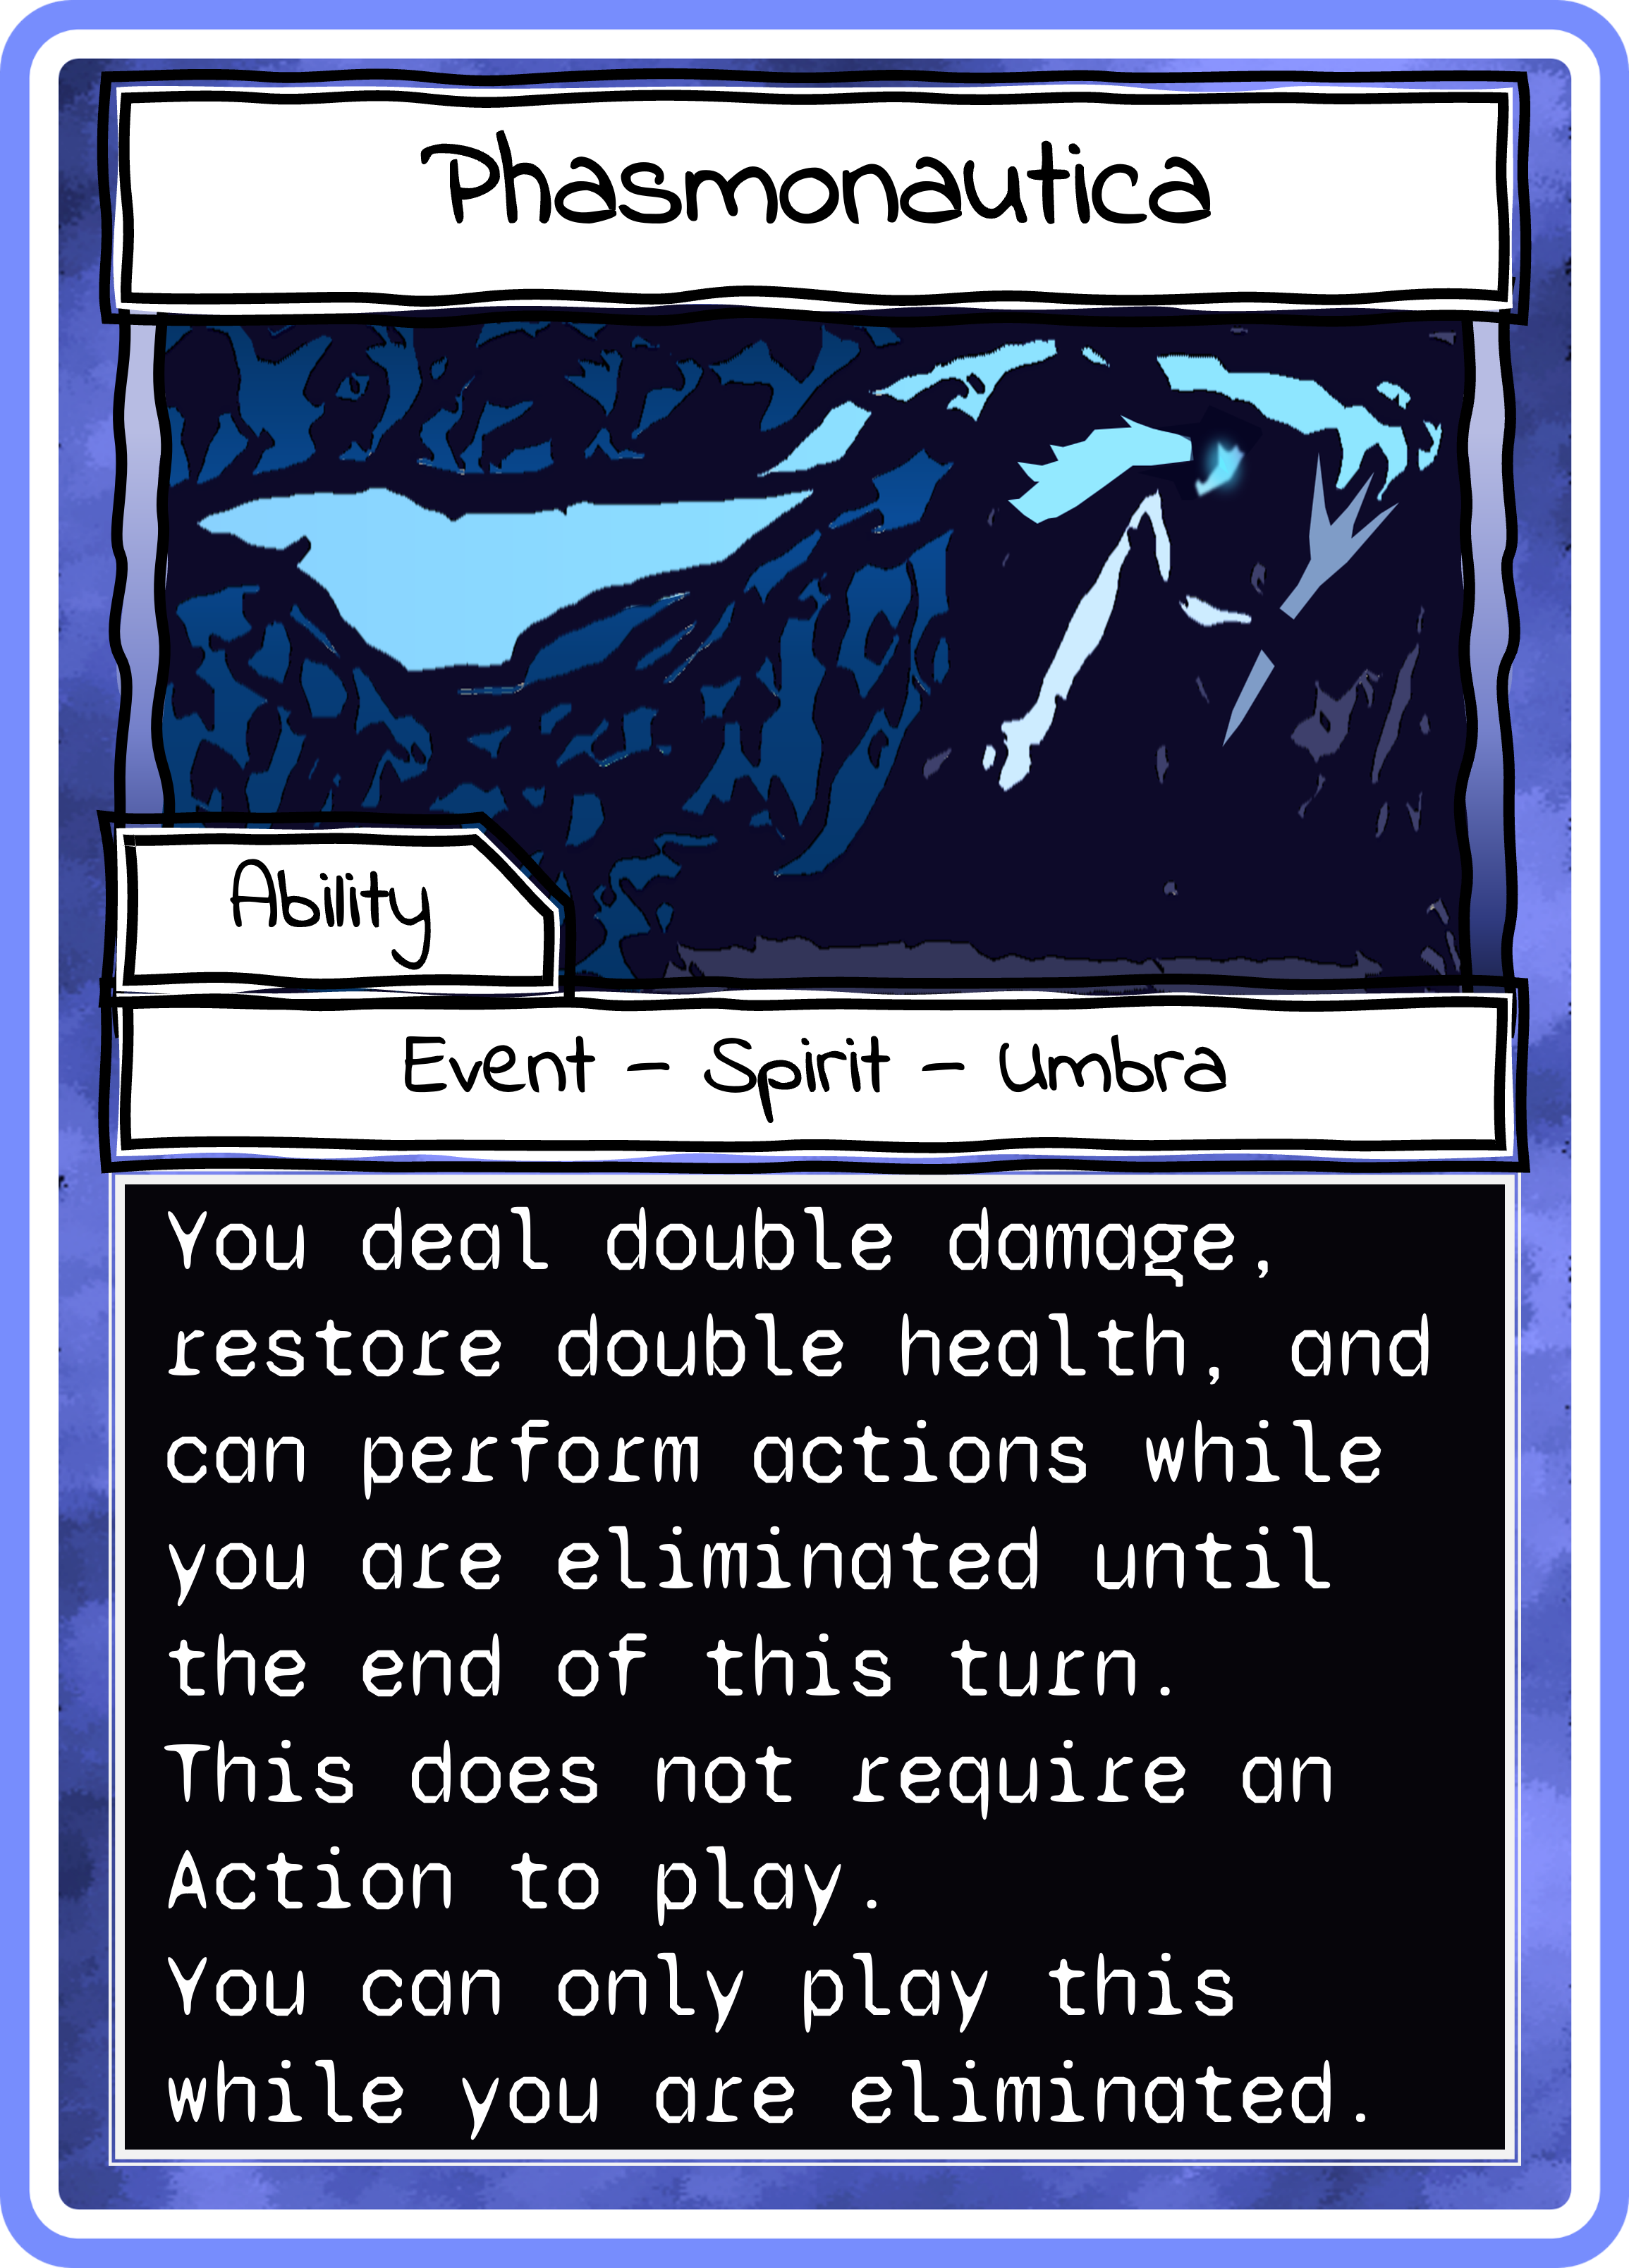 Phasmonautica
Ability
Event – Spirit – Umbra
You deal double damage,
restore double health, and
can perform actions while
you are eliminated until
the end of this turn.
This does not require an
Action to play.
You can only play this
while you are eliminated.